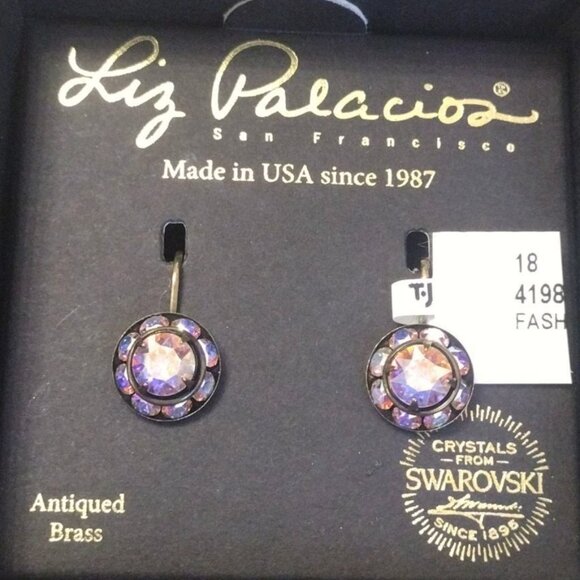 Liz Palacios®
San Francisco
Made in USA since 1987
18
4198
FASH
T.J
CRYSTALS
FROM
SWAROVSKI
SINCE 1895
Antiqued
Brass